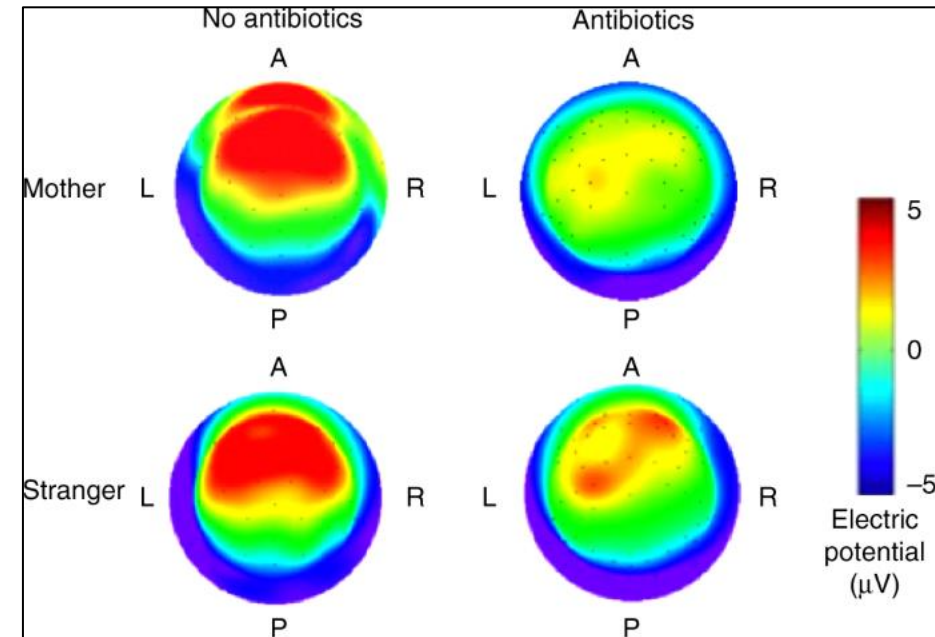 No antibiotics
Antibiotics
A
A
Mother
L
R
L
R
P
P
A
A
Stranger
L
R
L
R
P
P
5
0
–5
Electric
potential
(μV)